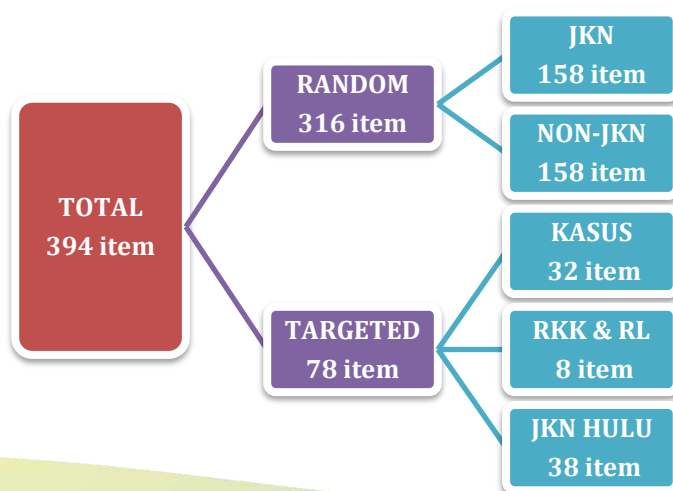 TOTAL
394 item
RANDOM
316 item
TARGETED
78 item
JKN
158 item
NON-JKN
158 item
KASUS
32 item
RKK & RL
8 item
JKN HULU
38 item